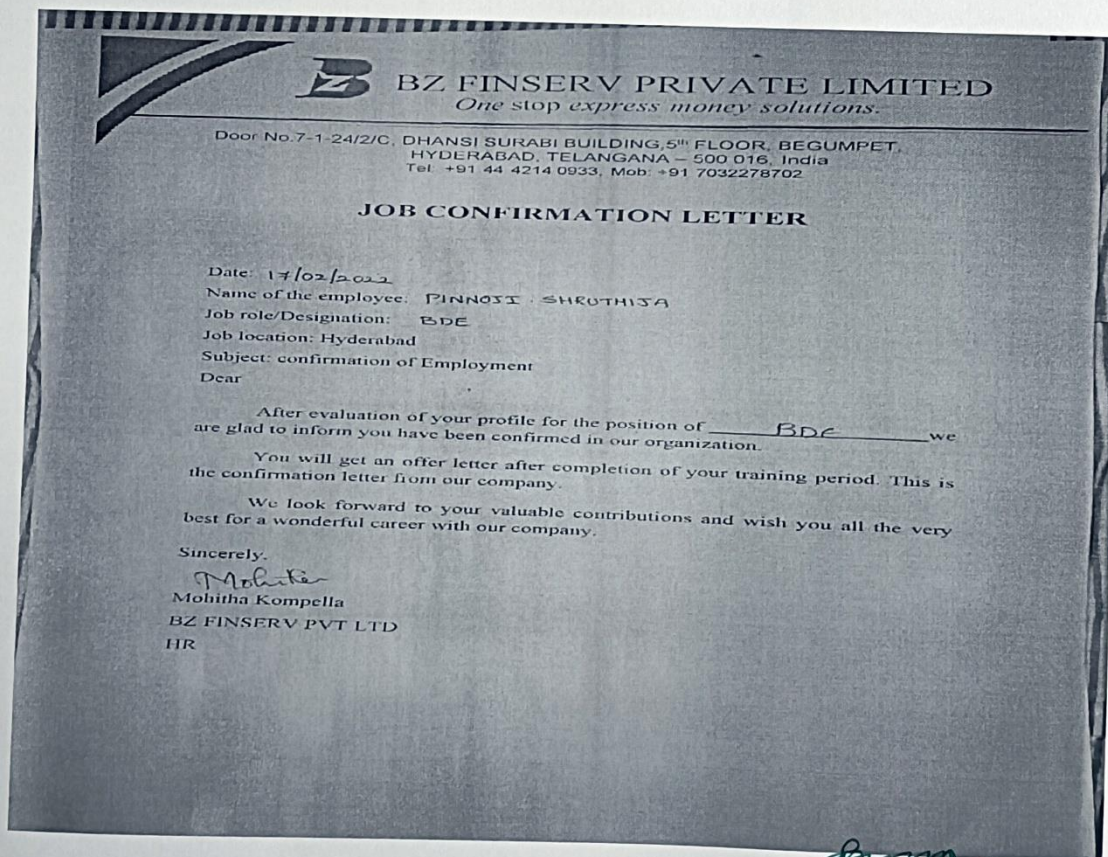 BZ FINSERV PRIVATE LIMITED
One stop express money solutions.
Door No.7-1-24/2/C, DHANSI SURABI BUILDING,5th FLOOR, BEGUMPET,
HYDERABAD, TELANGANA – 500 016, India
Tel: +91 44 4214 0933, Mob: +91 7032278702
JOB CONFIRMATION LETTER
Date: 17/02/2022
Name of the employee: PINNOJI SHRUTHIJA
Job role/Designation: BDE
Job location: Hyderabad
Subject: confirmation of Employment
Dear
After evaluation of your profile for the position of BDE we
are glad to inform you have been confirmed in our organization.
You will get an offer letter after completion of your training period. This is
the confirmation letter from our company.
We look forward to your valuable contributions and wish you all the very
best for a wonderful career with our company.
Sincerely,
Mohitha Kompella
BZ FINSERV PVT LTD
HR